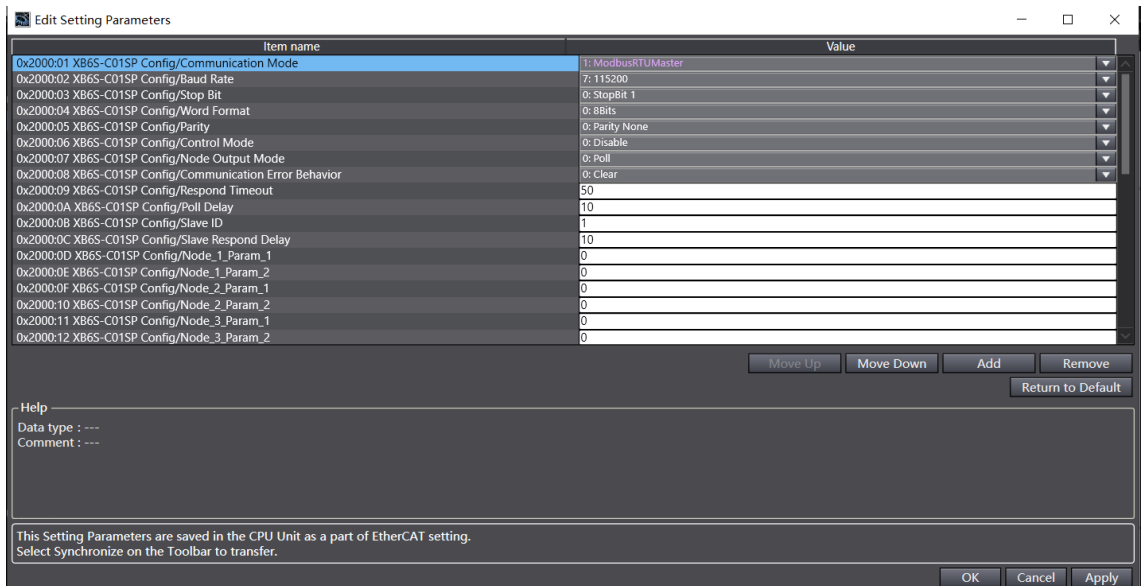 Edit Setting Parameters
Item name Value
0x2000:01 XB6S-C01SP Config/Communication Mode 1: ModbusRTUMaster
0x2000:02 XB6S-C01SP Config/Baud Rate 7: 115200
0x2000:03 XB6S-C01SP Config/Stop Bit 0: StopBit 1
0x2000:04 XB6S-C01SP Config/Word Format 0: 8Bits
0x2000:05 XB6S-C01SP Config/Parity 0: Parity None
0x2000:06 XB6S-C01SP Config/Control Mode 0: Disable
0x2000:07 XB6S-C01SP Config/Node Output Mode 0: Poll
0x2000:08 XB6S-C01SP Config/Communication Error Behavior 0: Clear
0x2000:09 XB6S-C01SP Config/Respond Timeout 50
0x2000:0A XB6S-C01SP Config/Poll Delay 10
0x2000:0B XB6S-C01SP Config/Slave ID 1
0x2000:0C XB6S-C01SP Config/Slave Respond Delay 10
0x2000:0D XB6S-C01SP Config/Node_1_Param_1 0
0x2000:0E XB6S-C01SP Config/Node_1_Param_2 0
0x2000:0F XB6S-C01SP Config/Node_2_Param_1 0
0x2000:10 XB6S-C01SP Config/Node_2_Param_2 0
0x2000:11 XB6S-C01SP Config/Node_3_Param_1 0
0x2000:12 XB6S-C01SP Config/Node_3_Param_2 0
Move Up Move Down Add Remove
Return to Default
Help
Data type : ---
Comment : ---
This Setting Parameters are saved in the CPU Unit as a part of EtherCAT setting.
Select Synchronize on the Toolbar to transfer.
OK Cancel Apply